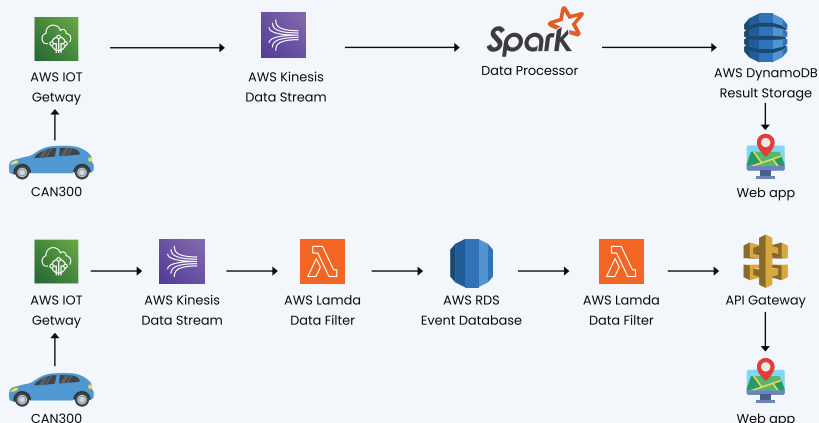 Spark
AWS IOT
Getway
AWS Kinesis
Data Stream
Data Processor
AWS DynamoDB
Result Storage
CAN300
Web app
AWS IOT
Getway
AWS Kinesis
Data Stream
AWS Lamda
Data Filter
AWS RDS
Event Database
AWS Lamda
Data Filter
API Gateway
CAN300
Web app